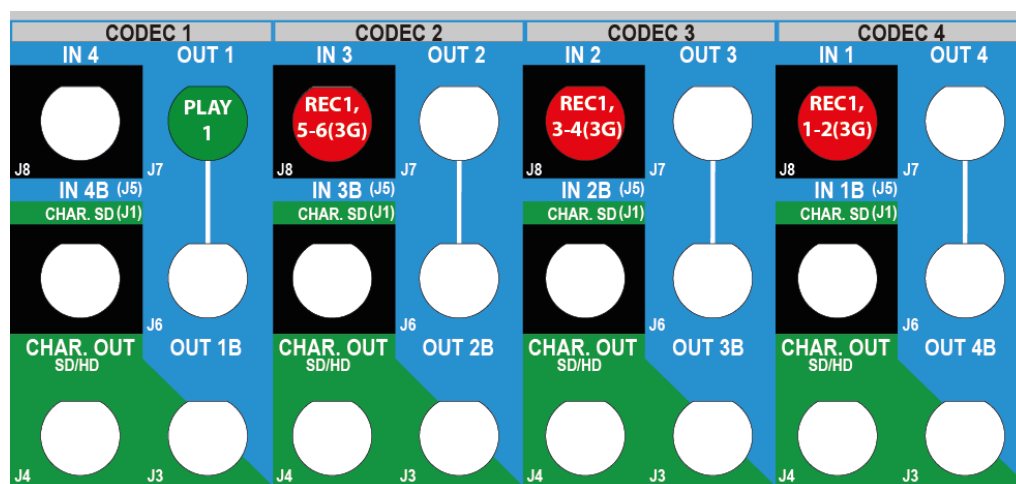 CODEC 1 CODEC 2 CODEC 3 CODEC 4
IN 4 OUT 1 IN 3 OUT 2 IN 2 OUT 3 IN 1 OUT 4
PLAY 1 REC1, 5-6(3G) REC1, 3-4(3G) REC1, 1-2(3G)
J8 J7 J8 J7 J8 J7 J8 J7
IN 4B (J5) IN 3B (J5) IN 2B (J5) IN 1B (J5)
CHAR. SD (J1) CHAR. SD (J1) CHAR. SD (J1) CHAR. SD (J1)
J6 J6 J6 J6
CHAR. OUT OUT 1B CHAR. OUT OUT 2B CHAR. OUT OUT 3B CHAR. OUT OUT 4B
SD/HD SD/HD SD/HD SD/HD
J4 J3 J4 J3 J4 J3 J4 J3